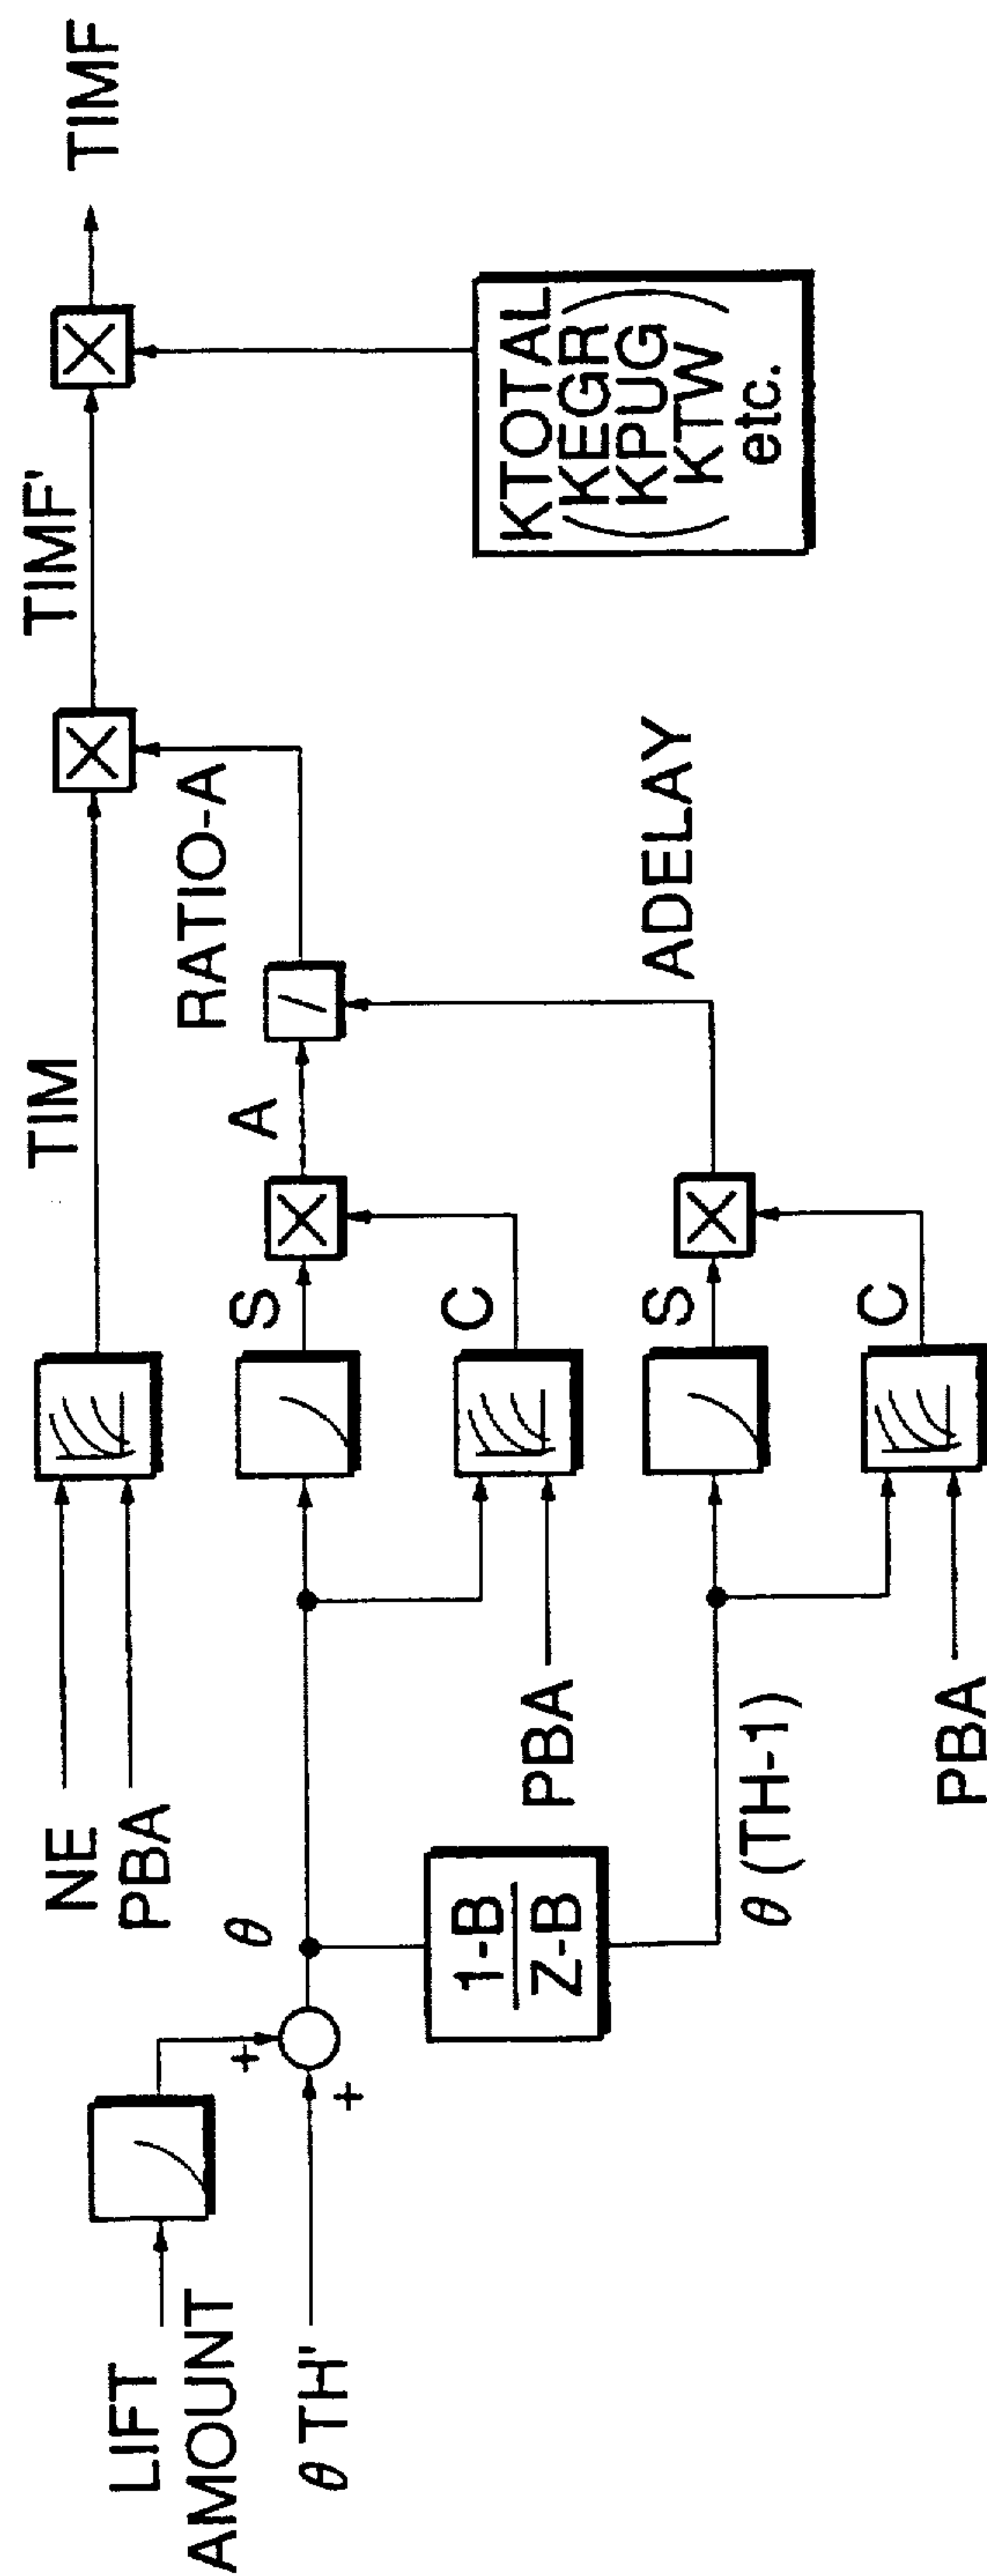 LIFT
AMOUNT
θ TH"
+
+
θ
NE
PBA
1-B
Z-B
θ (TH-1)
PBA
PBA
S
C
S
C
TIM
A
/
RATIO-A
ADELAY
TIMF'
KTOTAL
(KEGR
KPUG
KTW)
etc.
TIMF